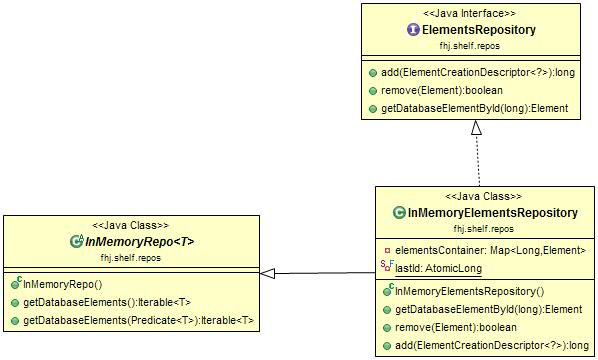 <<Java Interface>>
ElementsRepository
fhj.shelf.repos
add(ElementCreationDescriptor<?>):long
remove(Element):boolean
getDatabaseElementById(long):Element
<<Java Class>>
InMemoryElementsRepository
fhj.shelf.repos
elementsContainer: Map<Long,Element>
lastId: AtomicLong
InMemoryElementsRepository()
getDatabaseElementById(long):Element
remove(Element):boolean
add(ElementCreationDescriptor<?>):long
<<Java Class>>
InMemoryRepo<T>
fhj.shelf.repos
InMemoryRepo()
getDatabaseElements():Iterable<T>
getDatabaseElements(Predicate<T>):Iterable<T>